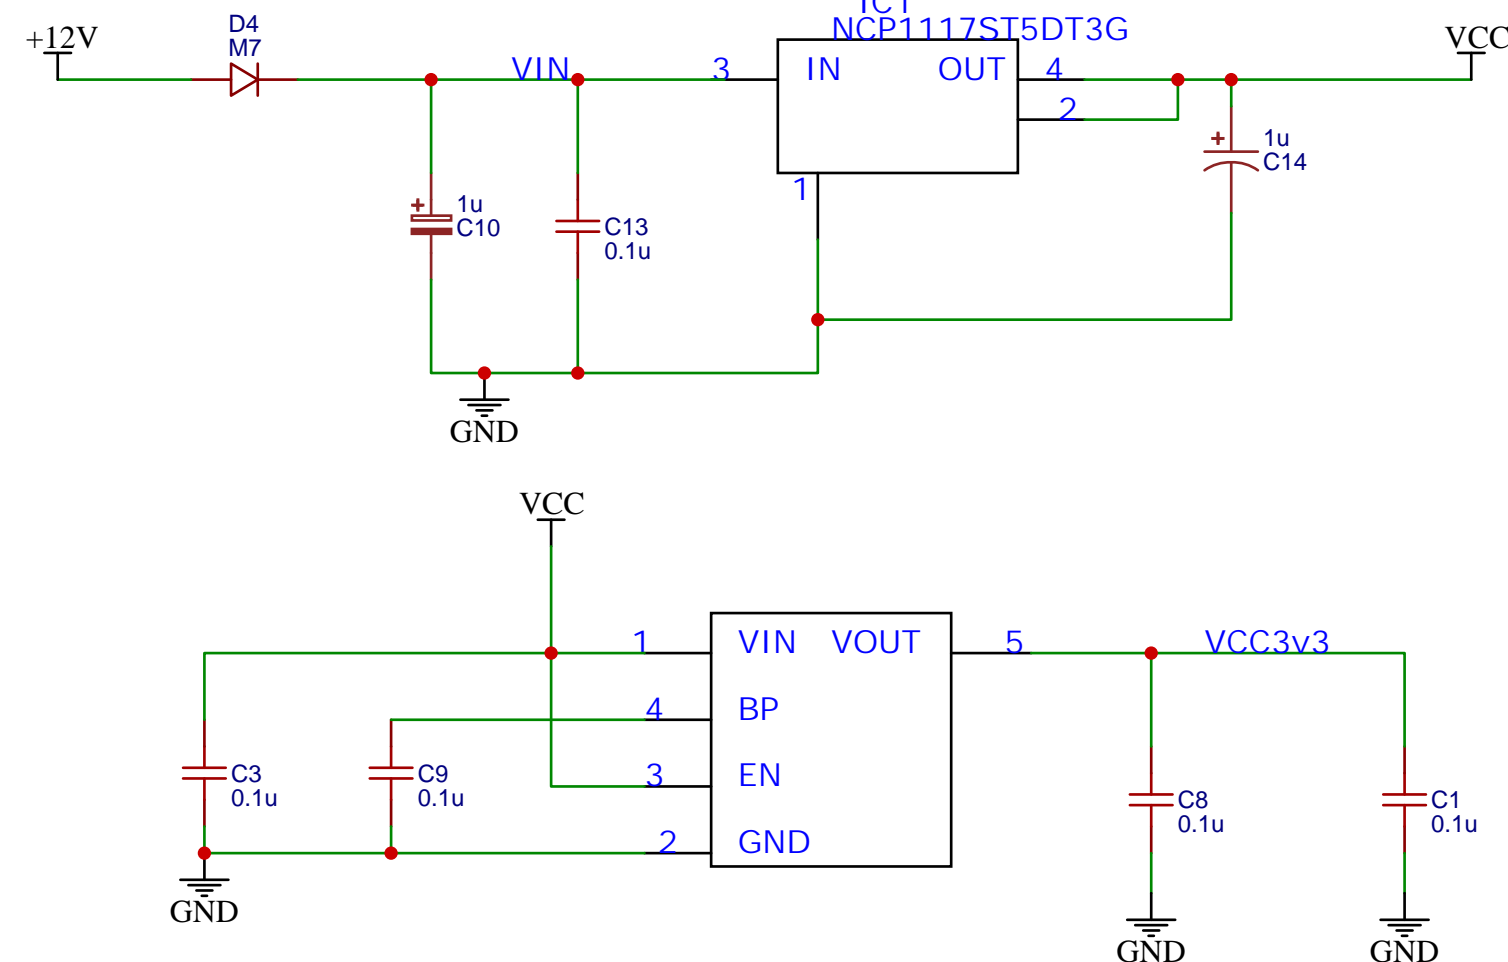 IC1
NCP1117ST5DT3G
+12V
D4
M7
VIN
3
IN
OUT
4
VCC
2
1
+
1u
C14
+
1u
C10
C13
0.1u
GND
VCC
1
VIN
VOUT
5
VCC3v3
4
BP
3
EN
C3
0.1u
C9
0.1u
C8
0.1u
C1
0.1u
2
GND
GND
GND
GND